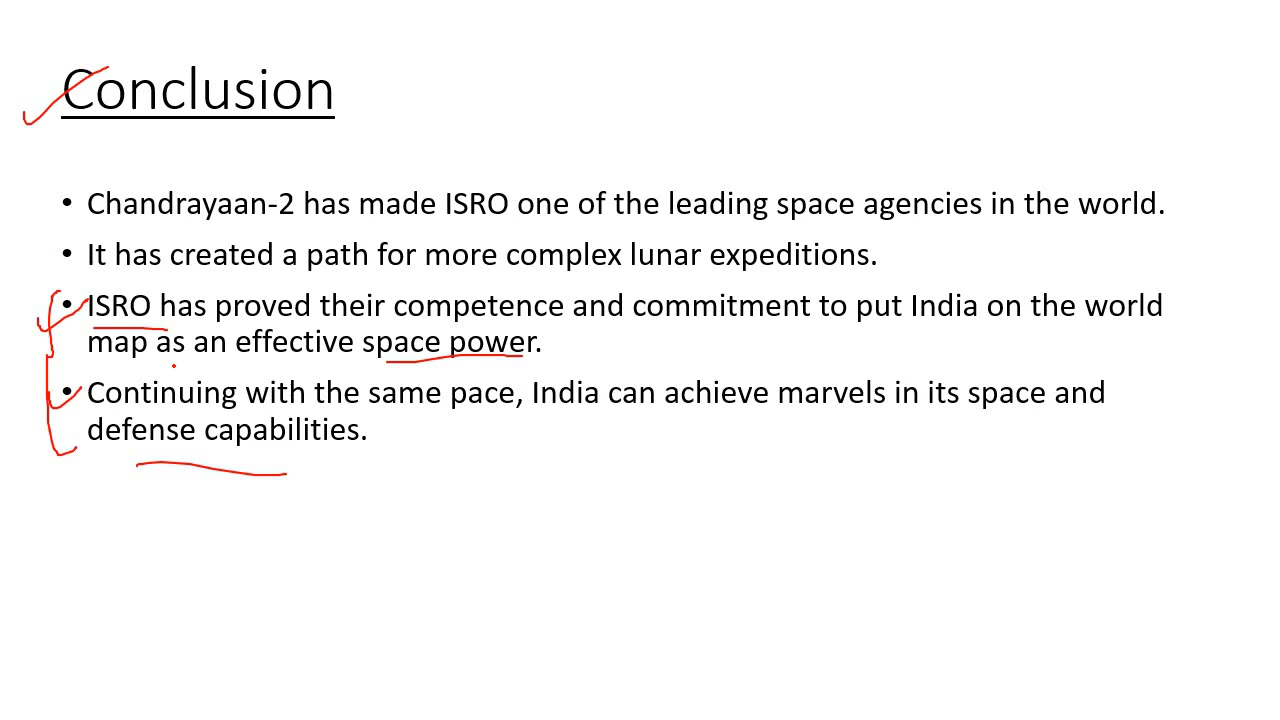 Conclusion
• Chandrayaan-2 has made ISRO one of the leading space agencies in the world.
• It has created a path for more complex lunar expeditions.
• ISRO has proved their competence and commitment to put India on the world
map as an effective space power.
• Continuing with the same pace, India can achieve marvels in its space and
defense capabilities.